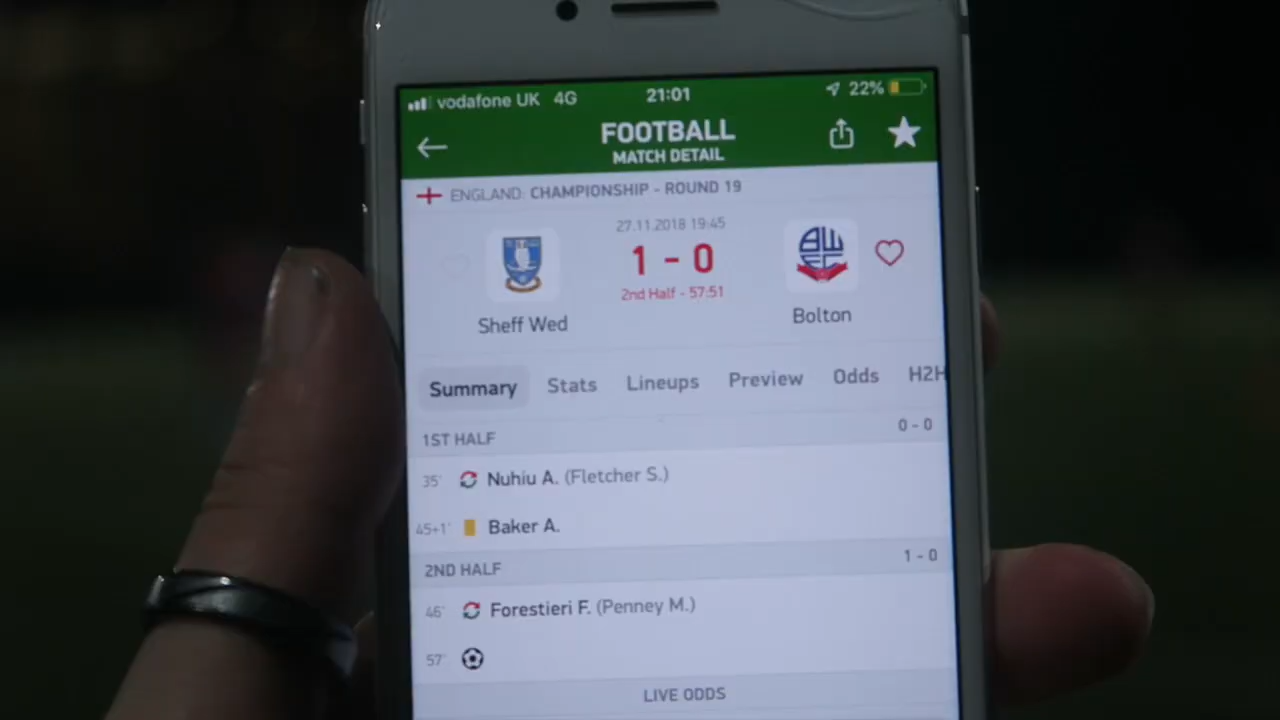 vodafone UK 4G 21:01 22%
FOOTBALL
MATCH DETAIL
ENGLAND: CHAMPIONSHIP - ROUND 19
27.11.2018 19:45
1 - 0
2nd Half - 57:51
Sheff Wed Bolton
Summary Stats Lineups Preview Odds H2H
1ST HALF 0 - 0
35' Nuhiu A. (Fletcher S.)
45+1' Baker A.
2ND HALF 1 - 0
46' Forestieri F. (Penney M.)
57'
LIVE ODDS